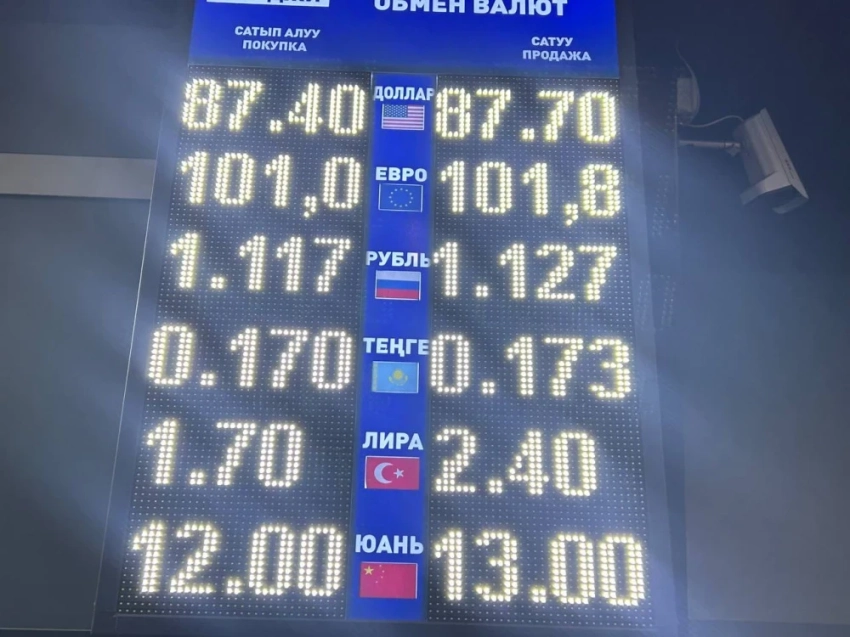 ОБМЕН ВАЛЮТ
САТЫП АЛУУ
ПОКУПКА
САТУУ
ПРОДАЖА
87.40 ДОЛЛАР 87.70
101,0 ЕВРО 101,8
1.117 РУБЛЬ 1.127
0.170 ТЕҢГЕ 0.173
1.70 ЛИРА 2.40
12.00 ЮАНЬ 13.00